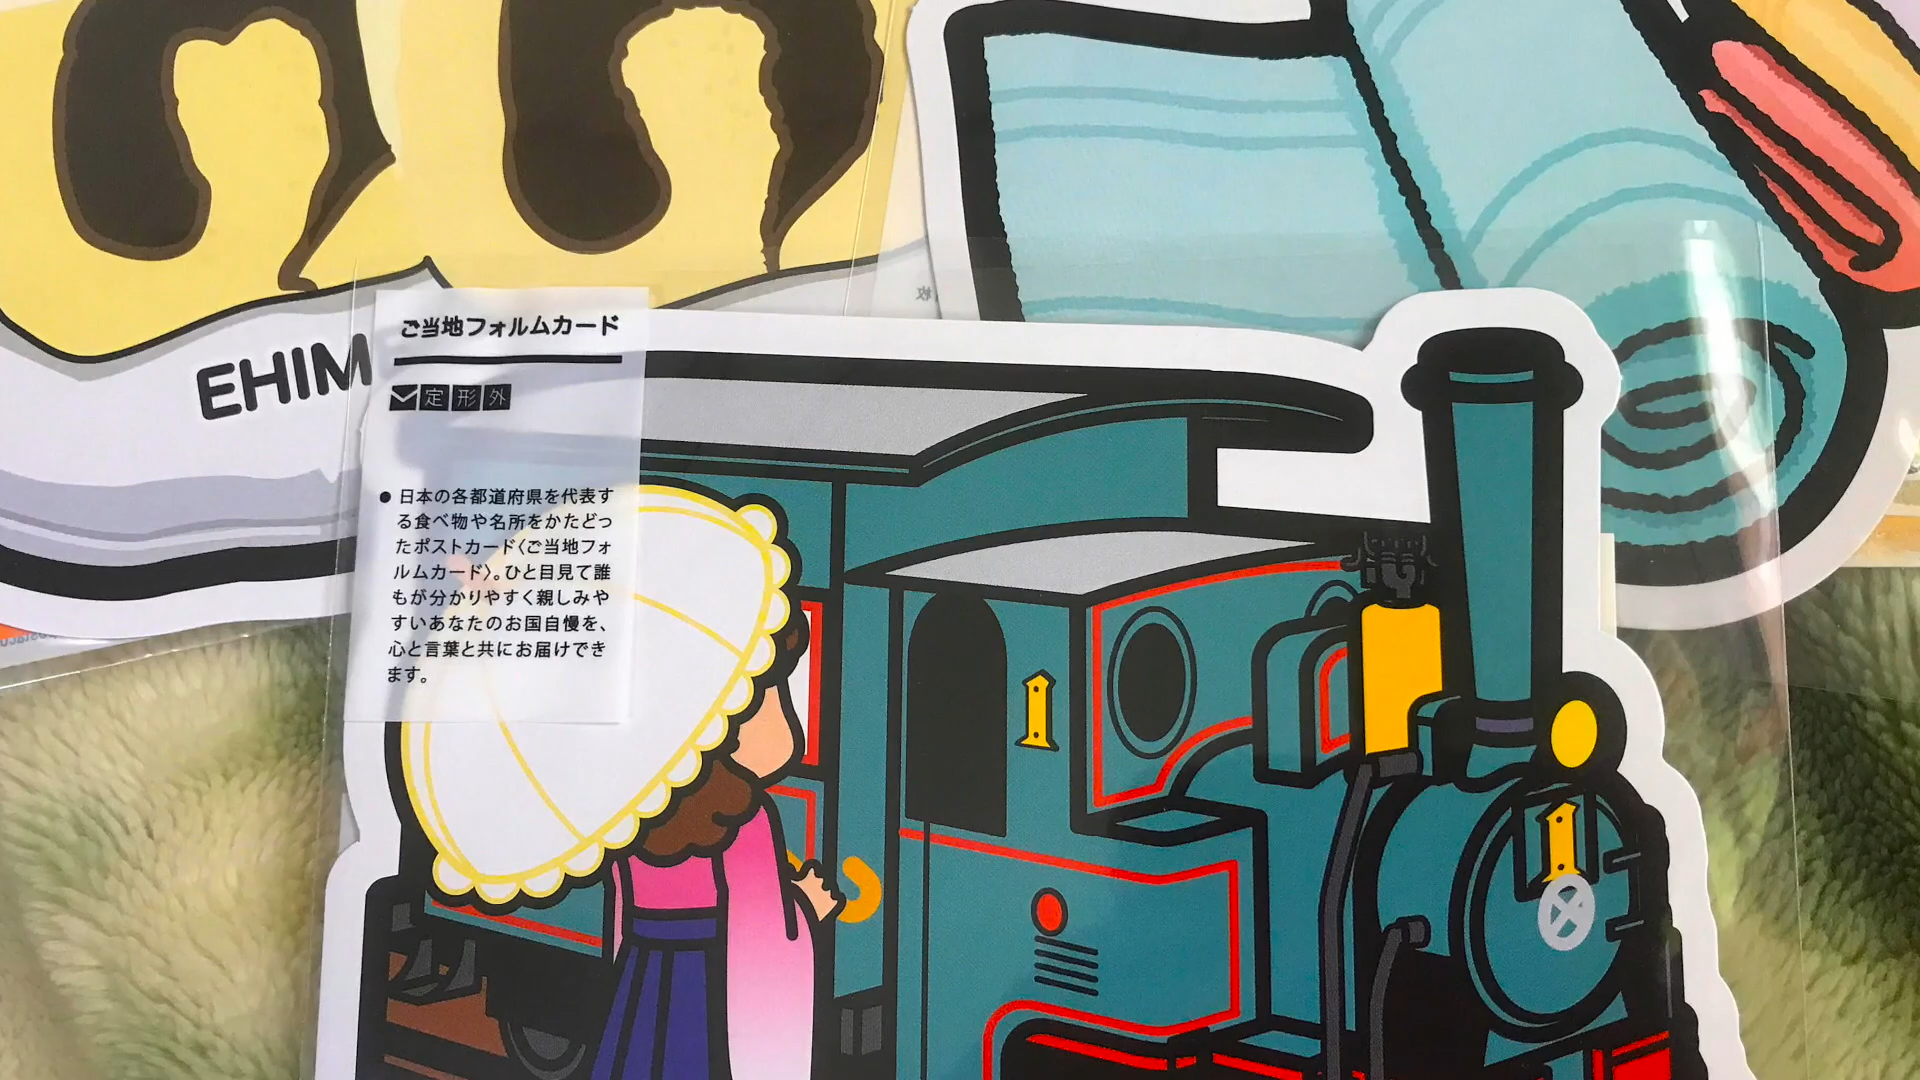 ご当地フォルムカード
定形外
EHIM
● 日本の各都道府県を代表す
る食べ物や名所をかたどっ
たポストカード〈ご当地フォ
ルムカード〉。ひと目見て誰
もが分かりやすく親しみや
すいあなたのお国自慢を、
心と言葉と共にお届けでき
ます。